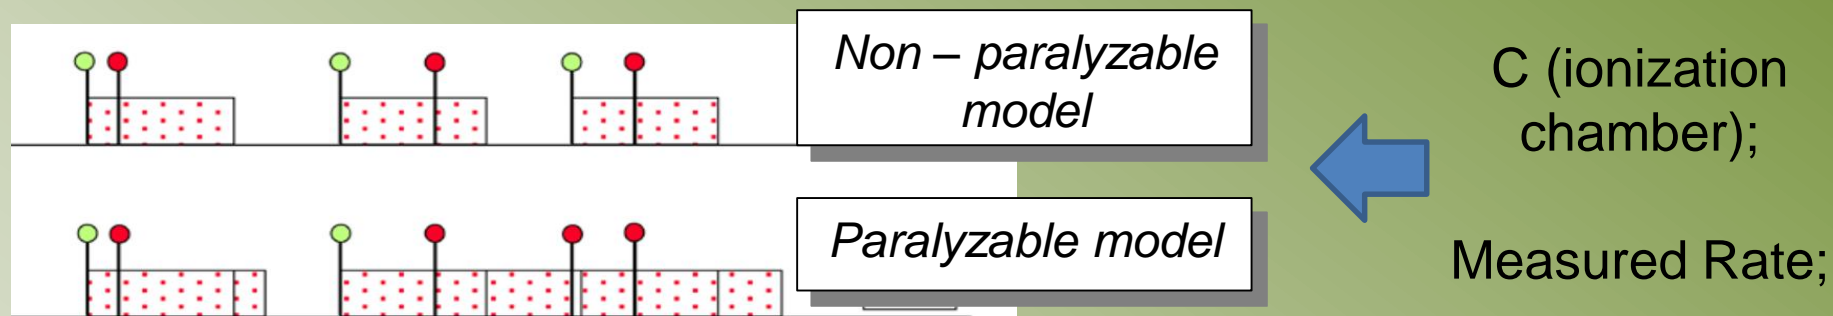 Non – paralyzable
model
C (ionization
chamber);
Paralyzable model
Measured Rate;